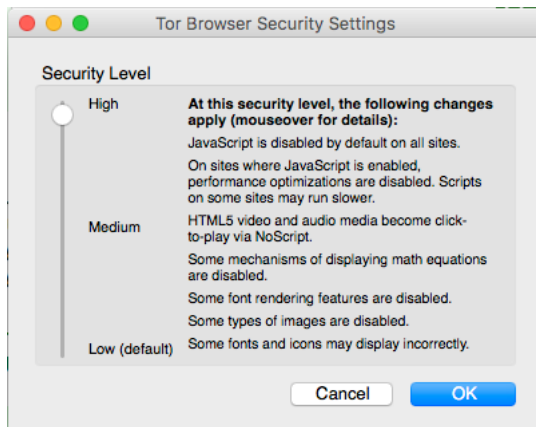 Tor Browser Security Settings
Security Level
High
At this security level, the following changes
apply (mouseover for details):
JavaScript is disabled by default on all sites.
On sites where JavaScript is enabled,
performance optimizations are disabled. Scripts
on some sites may run slower.
Medium
HTML5 video and audio media become click-
to-play via NoScript.
Some mechanisms of displaying math equations
are disabled.
Some font rendering features are disabled.
Some types of images are disabled.
Low (default)
Some fonts and icons may display incorrectly.
Cancel
OK